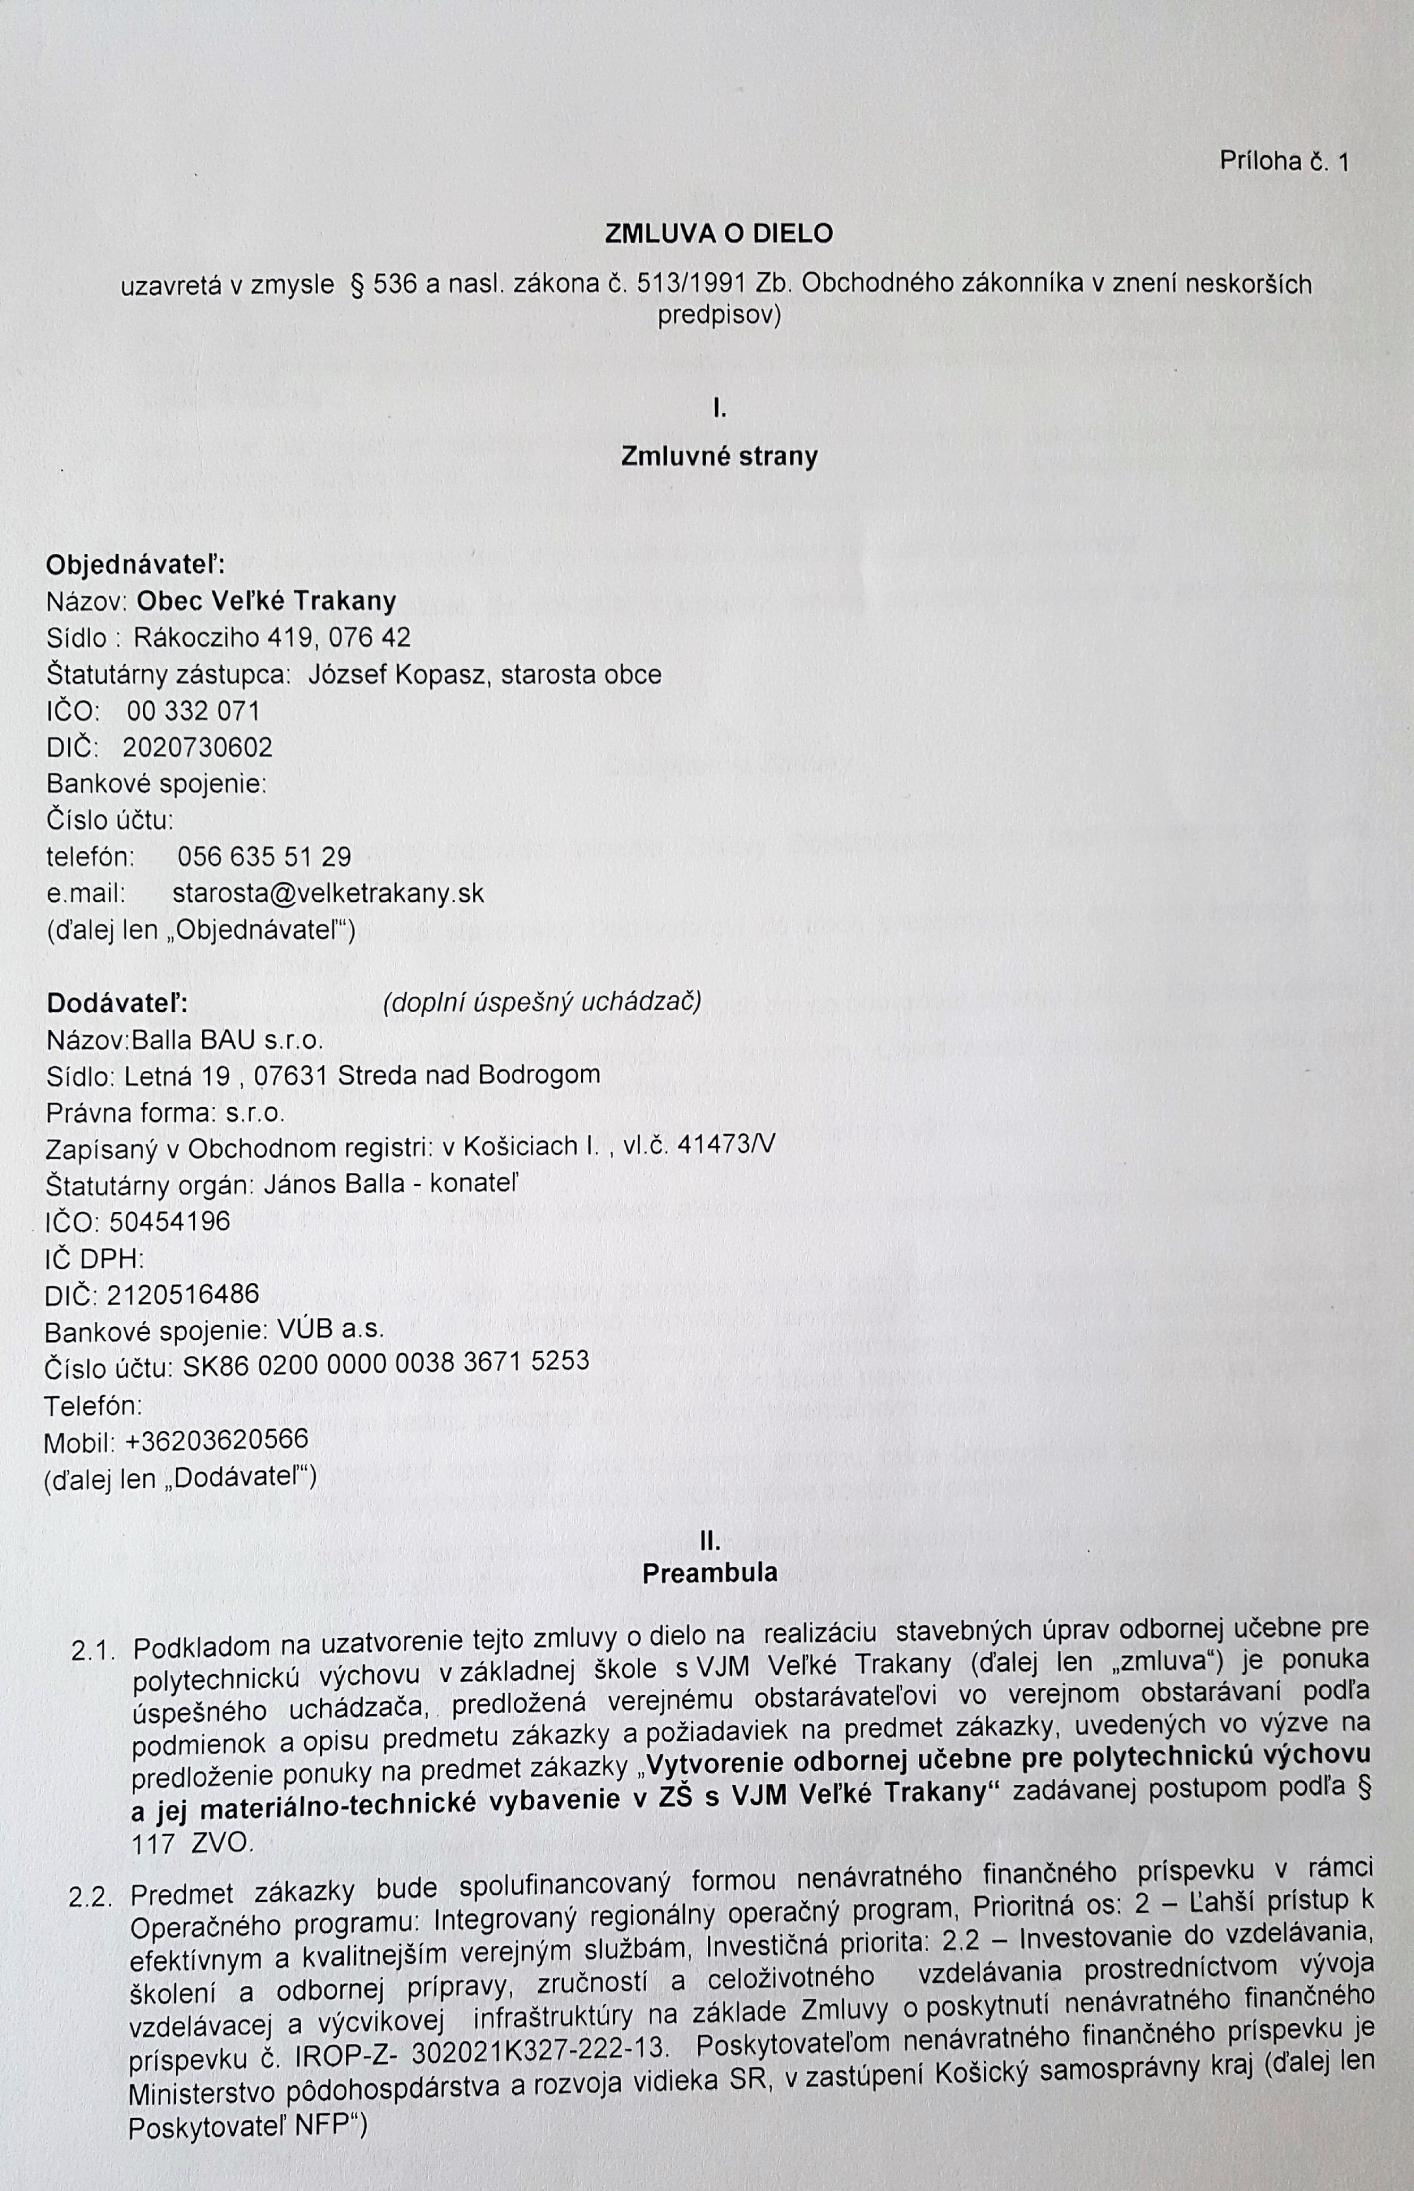 Príloha č. 1
ZMLUVA O DIELO
uzavretá v zmysle § 536 a nasl. zákona č. 513/1991 Zb. Obchodného zákonníka v znení neskorších
predpisov)
I.
Zmluvné strany
Objednávateľ:
Názov: Obec Veľké Trakany
Sídlo : Rákocziho 419, 076 42
Štatutárny zástupca: József Kopasz, starosta obce
IČO: 00 332 071
DIČ: 2020730602
Bankové spojenie:
Číslo účtu:
telefón: 056 635 51 29
e.mail: starosta@velketrakany.sk
(ďalej len „Objednávateľ“)
Dodávateľ: (doplní úspešný uchádzač)
Názov:Balla BAU s.r.o.
Sídlo: Letná 19 , 07631 Streda nad Bodrogom
Právna forma: s.r.o.
Zapísaný v Obchodnom registri: v Košiciach I. , vl.č. 41473/V
Štatutárny orgán: János Balla - konateľ
IČO: 50454196
IČ DPH:
DIČ: 2120516486
Bankové spojenie: VÚB a.s.
Číslo účtu: SK86 0200 0000 0038 3671 5253
Telefón:
Mobil: +36203620566
(ďalej len „Dodávateľ“)
II.
Preambula
2.1. Podkladom na uzatvorenie tejto zmluvy o dielo na realizáciu stavebných úprav odbornej učebne pre
polytechnickú výchovu v základnej škole s VJM Veľké Trakany (ďalej len „zmluva“) je ponuka
úspešného uchádzača, predložená verejnému obstarávateľovi vo verejnom obstarávaní podľa
podmienok a opisu predmetu zákazky a požiadaviek na predmet zákazky, uvedených vo výzve na
predloženie ponuky na predmet zákazky „Vytvorenie odbornej učebne pre polytechnickú výchovu
a jej materiálno-technické vybavenie v ZŠ s VJM Veľké Trakany“ zadávanej postupom podľa §
117 ZVO.
2.2. Predmet zákazky bude spolufinancovaný formou nenávratného finančného príspevku v rámci
Operačného programu: Integrovaný regionálny operačný program, Prioritná os: 2 – Ľahší prístup k
efektívnym a kvalitnejším verejným službám, Investičná priorita: 2.2 – Investovanie do vzdelávania,
školení a odbornej prípravy, zručností a celoživotného vzdelávania prostredníctvom vývoja
vzdelávacej a výcvikovej infraštruktúry na základe Zmluvy o poskytnutí nenávratného finančného
príspevku č. IROP-Z- 302021K327-222-13. Poskytovateľom nenávratného finančného príspevku je
Ministerstvo pôdohospdárstva a rozvoja vidieka SR, v zastúpení Košický samosprávny kraj (ďalej len
Poskytovateľ NFP“)